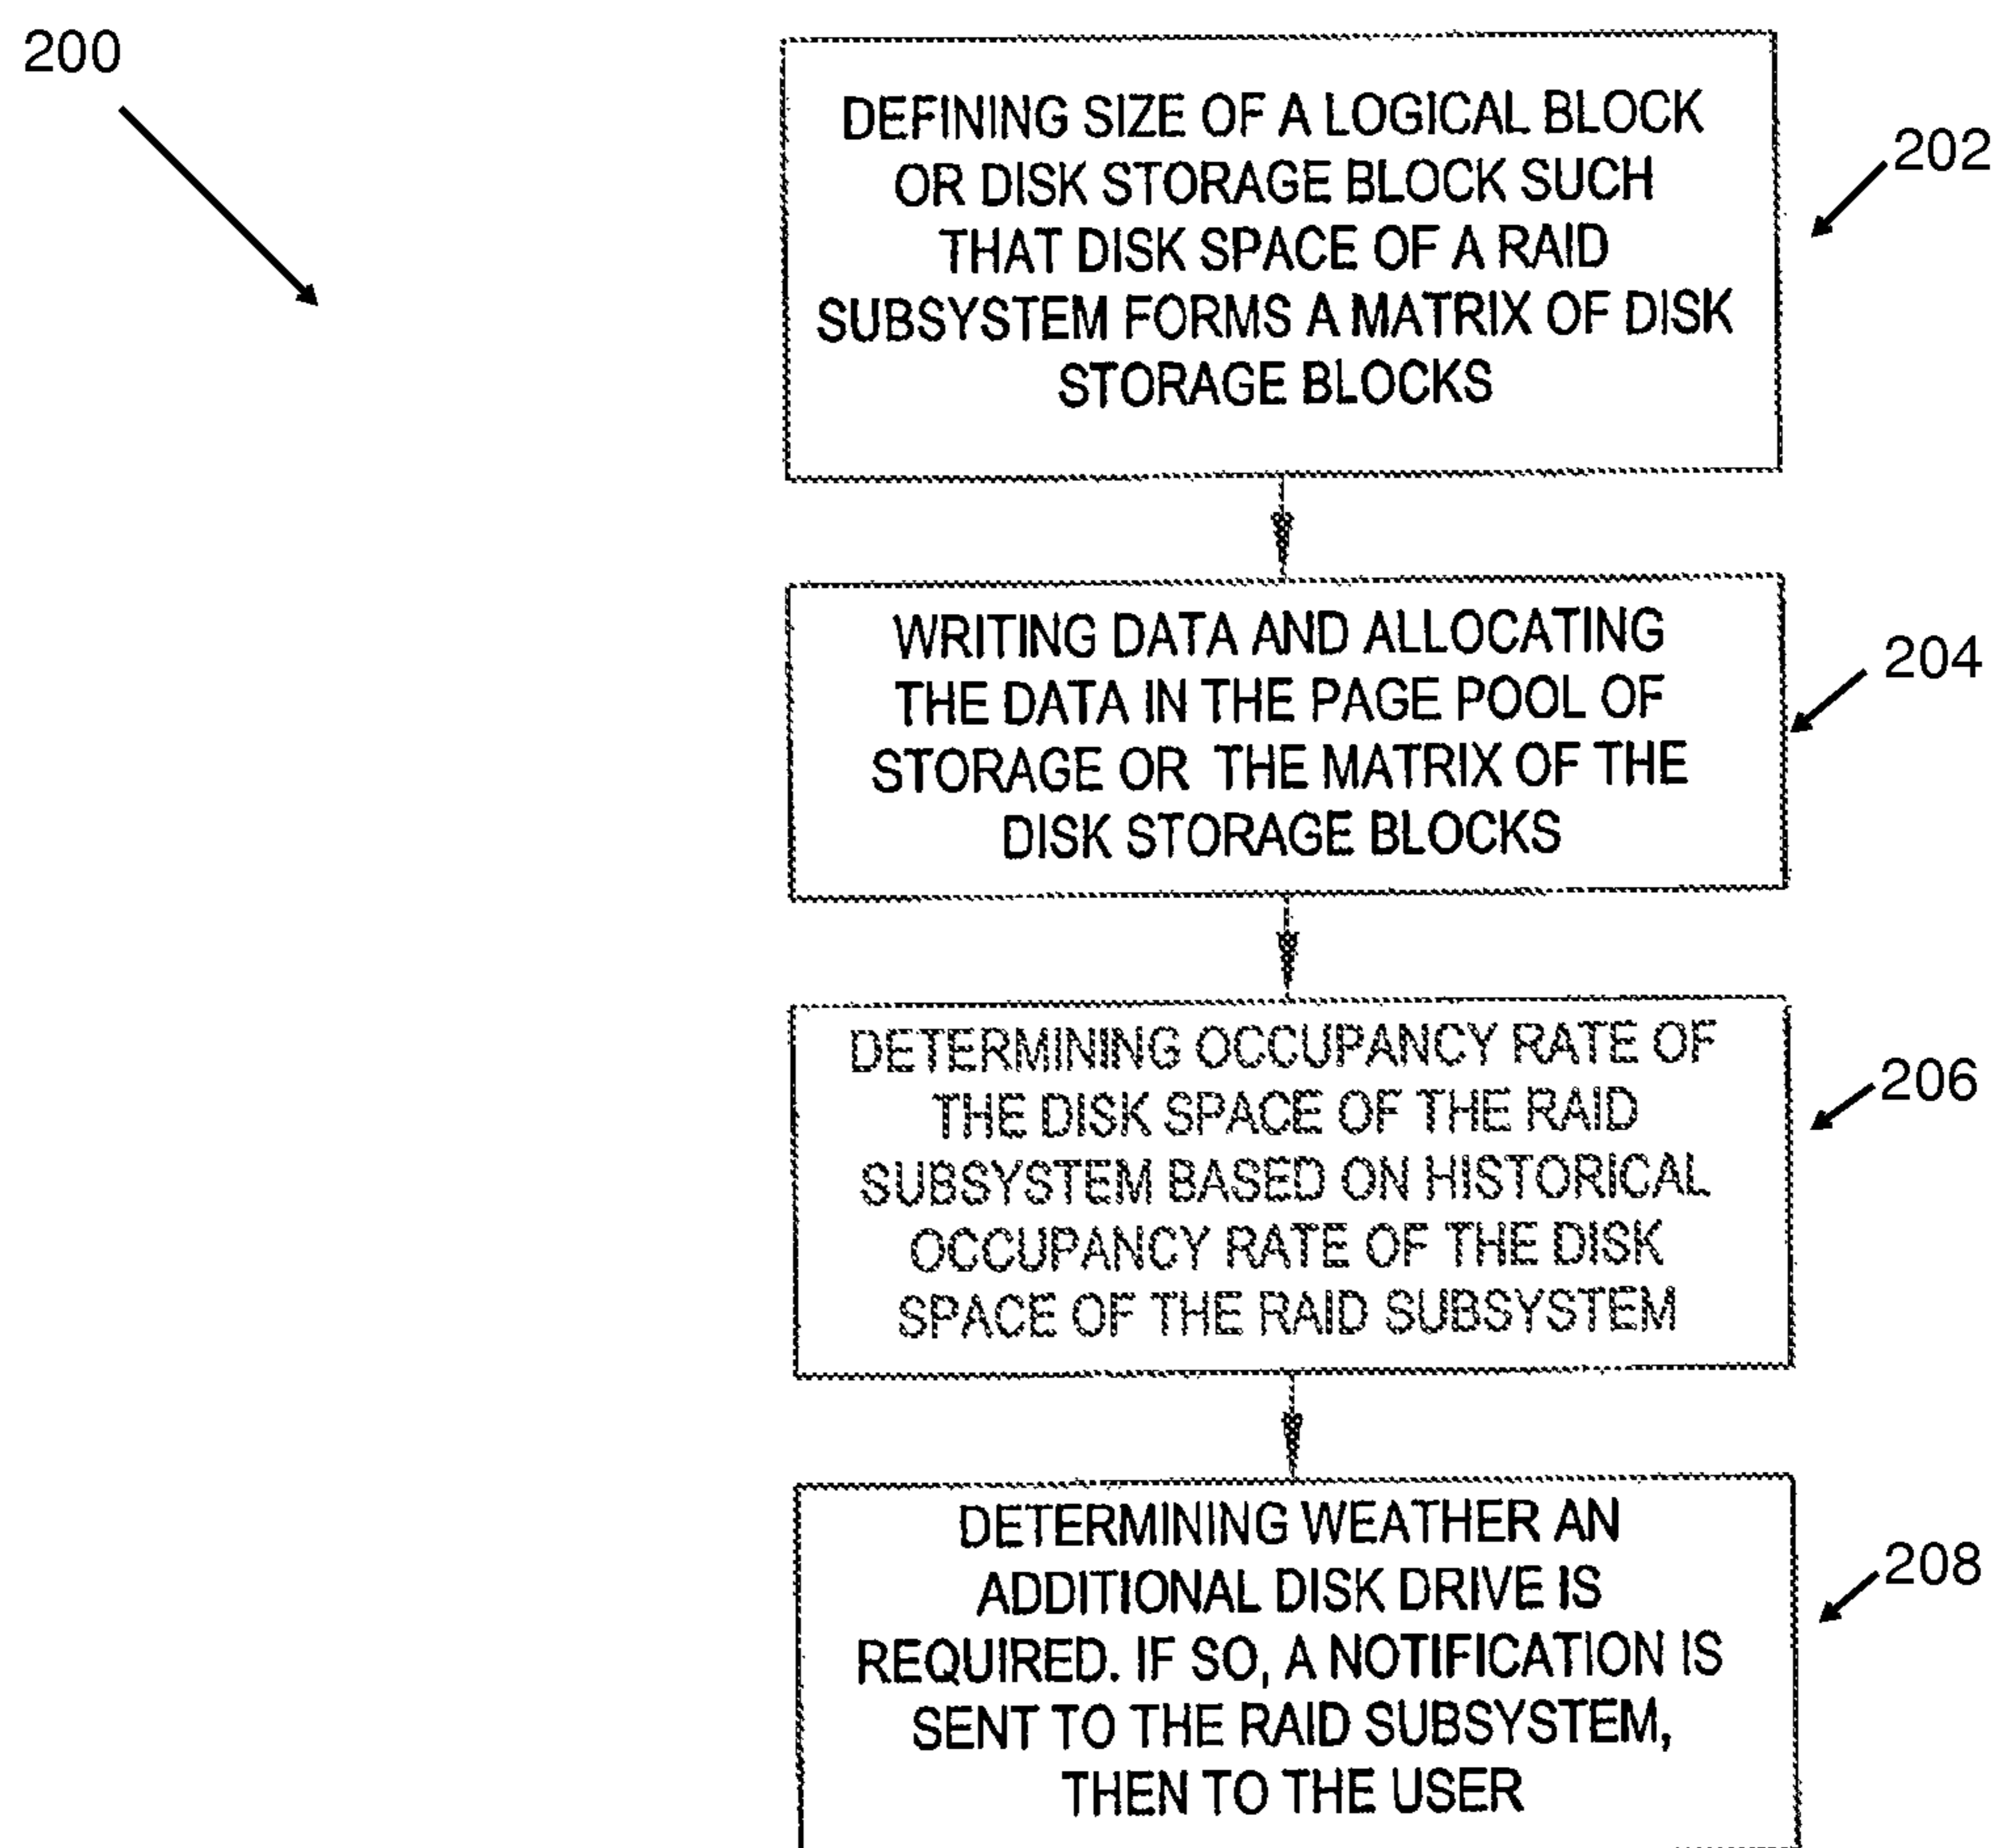 200
DEFINING SIZE OF A LOGICAL BLOCK
OR DISK STORAGE BLOCK SUCH
THAT DISK SPACE OF A RAID
SUBSYSTEM FORMS A MATRIX OF DISK
STORAGE BLOCKS
202
WRITING DATA AND ALLOCATING
THE DATA IN THE PAGE POOL OF
STORAGE OR THE MATRIX OF THE
DISK STORAGE BLOCKS
204
DETERMINING OCCUPANCY RATE OF
THE DISK SPACE OF THE RAID
SUBSYSTEM BASED ON HISTORICAL
OCCUPANCY RATE OF THE DISK
SPACE OF THE RAID SUBSYSTEM
206
DETERMINING WEATHER AN
ADDITIONAL DISK DRIVE IS
REQUIRED. IF SO, A NOTIFICATION IS
SENT TO THE RAID SUBSYSTEM,
THEN TO THE USER
208